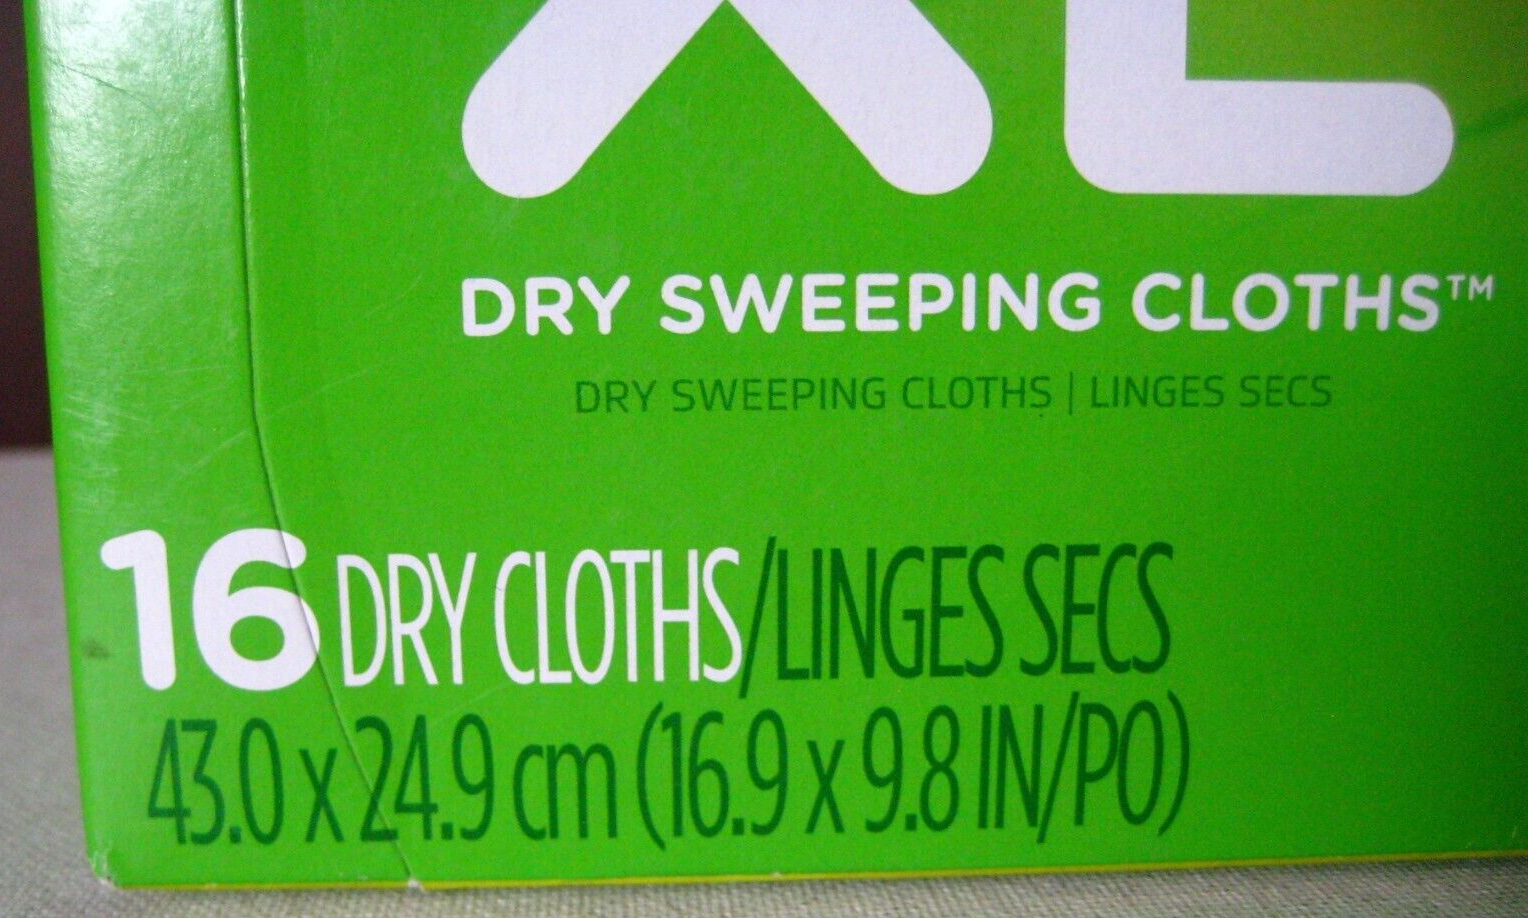 XL
DRY SWEEPING CLOTHS™
DRY SWEEPING CLOTHS | LINGES SECS
16 DRY CLOTHS/LINGES SECS
43.0 x 24.9 cm (16.9 x 9.8 IN/PO)